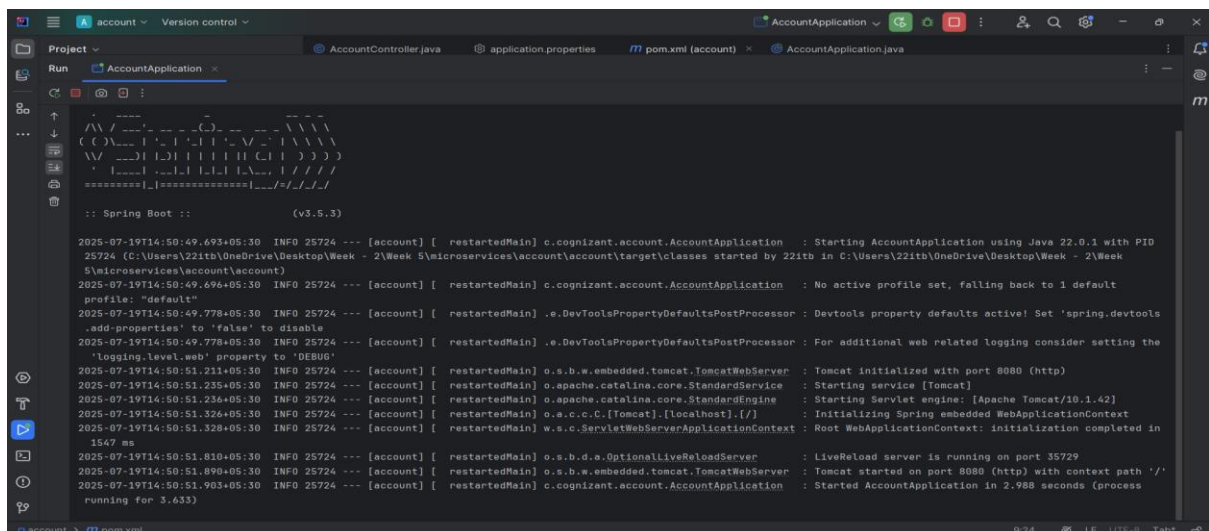 account Version control AccountApplication
Project AccountController.java application.properties pom.xml (account) AccountApplication.java
Run AccountApplication
:: Spring Boot :: (v3.5.3)
2025-07-19T14:50:49.693+05:30 INFO 25724 --- [account] [ restartedMain] c.cognizant.account.AccountApplication : Starting AccountApplication using Java 22.0.1 with PID
25724 (C:\Users\22itb\OneDrive\Desktop\Week - 2\Week 5\microservices\account\account\target\classes started by 22itb in C:\Users\22itb\OneDrive\Desktop\Week - 2\Week
5\microservices\account\account)
2025-07-19T14:50:49.696+05:30 INFO 25724 --- [account] [ restartedMain] c.cognizant.account.AccountApplication : No active profile set, falling back to 1 default
profile: "default"
2025-07-19T14:50:49.778+05:30 INFO 25724 --- [account] [ restartedMain] .e.DevToolsPropertyDefaultsPostProcessor : Devtools property defaults active! Set 'spring.devtools
.add-properties' to 'false' to disable
2025-07-19T14:50:49.778+05:30 INFO 25724 --- [account] [ restartedMain] .e.DevToolsPropertyDefaultsPostProcessor : For additional web related logging consider setting the
'logging.level.web' property to 'DEBUG'
2025-07-19T14:50:51.211+05:30 INFO 25724 --- [account] [ restartedMain] o.s.b.w.embedded.tomcat.TomcatWebServer : Tomcat initialized with port 8080 (http)
2025-07-19T14:50:51.235+05:30 INFO 25724 --- [account] [ restartedMain] o.apache.catalina.core.StandardService : Starting service [Tomcat]
2025-07-19T14:50:51.236+05:30 INFO 25724 --- [account] [ restartedMain] o.apache.catalina.core.StandardEngine : Starting Servlet engine: [Apache Tomcat/10.1.42]
2025-07-19T14:50:51.326+05:30 INFO 25724 --- [account] [ restartedMain] o.a.c.c.C.[Tomcat].[localhost].[/] : Initializing Spring embedded WebApplicationContext
2025-07-19T14:50:51.328+05:30 INFO 25724 --- [account] [ restartedMain] w.s.c.ServletWebServerApplicationContext : Root WebApplicationContext: initialization completed in
1547 ms
2025-07-19T14:50:51.810+05:30 INFO 25724 --- [account] [ restartedMain] o.s.b.d.a.OptionalLiveReloadServer : LiveReload server is running on port 35729
2025-07-19T14:50:51.890+05:30 INFO 25724 --- [account] [ restartedMain] o.s.b.w.embedded.tomcat.TomcatWebServer : Tomcat started on port 8080 (http) with context path '/'
2025-07-19T14:50:51.903+05:30 INFO 25724 --- [account] [ restartedMain] c.cognizant.account.AccountApplication : Started AccountApplication in 2.988 seconds (process
running for 3.633)
account > pom.xml 9:24 LF UTF-8